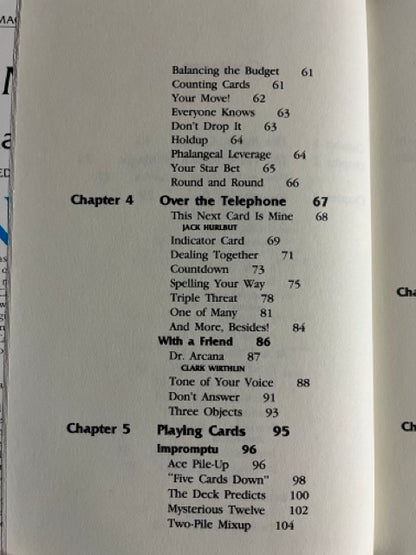 Balancing the Budget 61
Counting Cards 61
Your Move! 62
Everyone Knows 63
Don't Drop It 63
Holdup 64
Phalangeal Leverage 64
Your Star Bet 65
Round and Round 66
Chapter 4 Over the Telephone 67
This Next Card Is Mine 68
JACK HURLBUT
Indicator Card 69
Dealing Together 71
Countdown 73
Spelling Your Way 75
Triple Threat 78
One of Many 81
And More, Besides! 84
With a Friend 86
Dr. Arcana 87
CLARK WIRTHLIN
Tone of Your Voice 88
Don't Answer 91
Three Objects 93
Chapter 5 Playing Cards 95
Impromptu 96
Ace Pile-Up 96
"Five Cards Down" 98
The Deck Predicts 100
Mysterious Twelve 102
Two-Pile Mixup 104